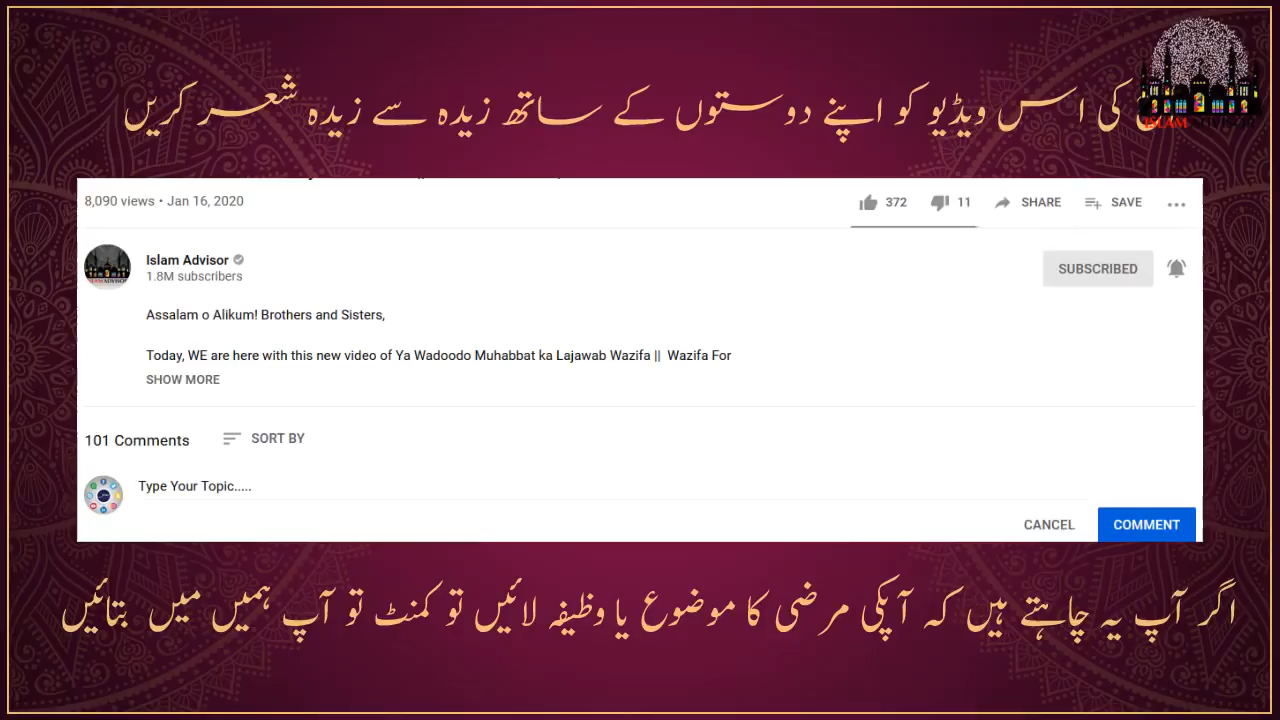 کی اس ویڈیو کو اپنے دوستوں کے ساتھ زیدہ سے زیدہ شعر کریں
ISLAM
8,090 views • Jan 16, 2020
372
11
SHARE
SAVE
Islam Advisor
1.8M subscribers
SUBSCRIBED
Assalam o Alikum! Brothers and Sisters,
Today, WE are here with this new video of Ya Wadoodo Muhabbat ka Lajawab Wazifa || Wazifa For
SHOW MORE
101 Comments
SORT BY
Type Your Topic.....
CANCEL
COMMENT
اگر آپ یہ چاہتے ہیں کہ آپکی مرضی کا موضوع یا وظیفہ لائیں تو کمنٹ تو آپ ہمیں میں بتائیں